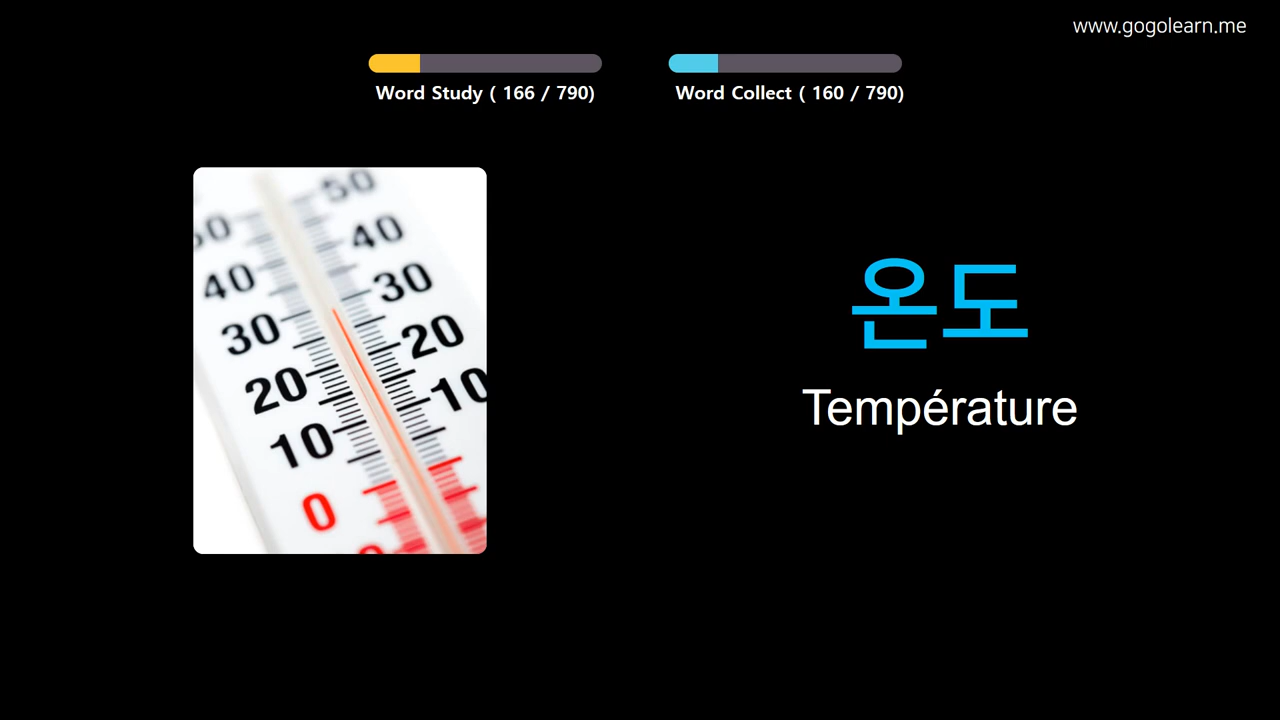 www.gogolearn.me
Word Study ( 166 / 790)
Word Collect ( 160 / 790)
50
50
40
40
30
30
20
20
10
10
0
온도
Température